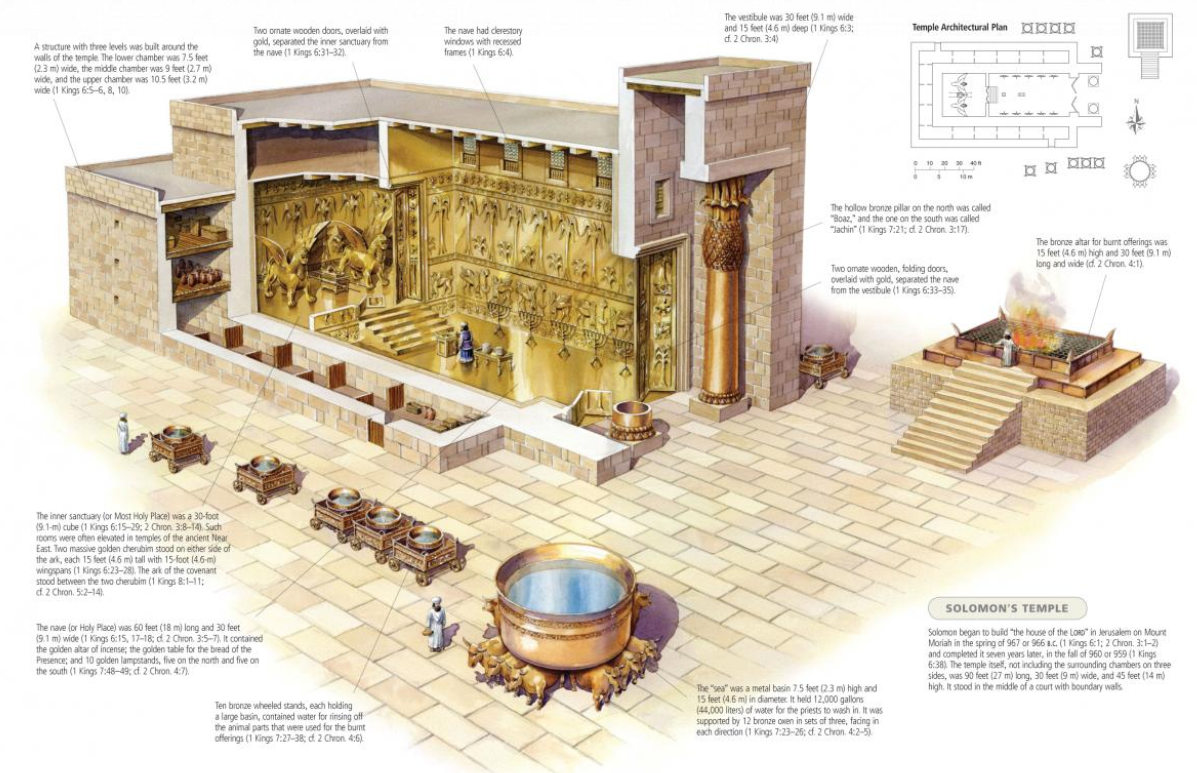 A structure with three levels was built around the
walls of the temple. The lower chamber was 7.5 feet
(2.3 m) wide, the middle chamber was 9 feet (2.7 m)
wide, and the upper chamber was 10.5 feet (3.2 m)
wide (1 Kings 6:5–6, 8, 10).
Two ornate wooden doors, overlaid with
gold, separated the inner sanctuary from
the nave (1 Kings 6:31–32).
The nave had clerestory
windows with recessed
frames (1 Kings 6:4).
The vestibule was 30 feet (9.1 m) wide
and 15 feet (4.6 m) deep (1 Kings 6:3;
cf. 2 Chron. 3:4)
Temple Architectural Plan
N
0 10 20 30 40 ft
0 5 10 m
The hollow bronze pillar on the north was called
“Boaz,” and the one on the south was called
“Jachin” (1 Kings 7:21; cf. 2 Chron. 3:17).
Two ornate wooden, folding doors,
overlaid with gold, separated the nave
from the vestibule (1 Kings 6:33–35).
The bronze altar for burnt offerings was
15 feet (4.6 m) high and 30 feet (9.1 m)
long and wide (cf. 2 Chron. 4:1).
The inner sanctuary (or Most Holy Place) was a 30-foot
(9.1-m) cube (1 Kings 6:15–29; 2 Chron. 3:8–14). Such
rooms were often elevated in temples of the ancient Near
East. Two massive golden cherubim stood on either side of
the ark, each 15 feet (4.6 m) tall with 15-foot (4.6-m)
wingspans (1 Kings 6:23–28). The ark of the covenant
stood between the two cherubim (1 Kings 8:1–11;
cf. 2 Chron. 5:2–14).
The nave (or Holy Place) was 60 feet (18 m) long and 30 feet
(9.1 m) wide (1 Kings 6:15, 17–18; cf. 2 Chron. 3:5–7). It contained
the golden altar of incense; the golden table for the bread of the
Presence; and 10 golden lampstands, five on the north and five on
the south (1 Kings 7:48–49; cf. 2 Chron. 4:7).
Ten bronze wheeled stands, each holding
a large basin, contained water for rinsing off
the animal parts that were used for the burnt
offerings (1 Kings 7:27–38; cf. 2 Chron. 4:6).
The “sea” was a metal basin 7.5 feet (2.3 m) high and
15 feet (4.6 m) in diameter. It held 12,000 gallons
(44,000 liters) of water for the priests to wash in. It was
supported by 12 bronze oxen in sets of three, facing in
each direction (1 Kings 7:23–26; cf. 2 Chron. 4:2–5).
SOLOMON’S TEMPLE
Solomon began to build “the house of the LORD” in Jerusalem on Mount
Moriah in the spring of 967 or 966 B.C. (1 Kings 6:1; 2 Chron. 3:1–2)
and completed it seven years later, in the fall of 960 or 959 (1 Kings
6:38). The temple itself, not including the surrounding chambers on three
sides, was 90 feet (27 m) long, 30 feet (9 m) wide, and 45 feet (14 m)
high. It stood in the middle of a court with boundary walls.